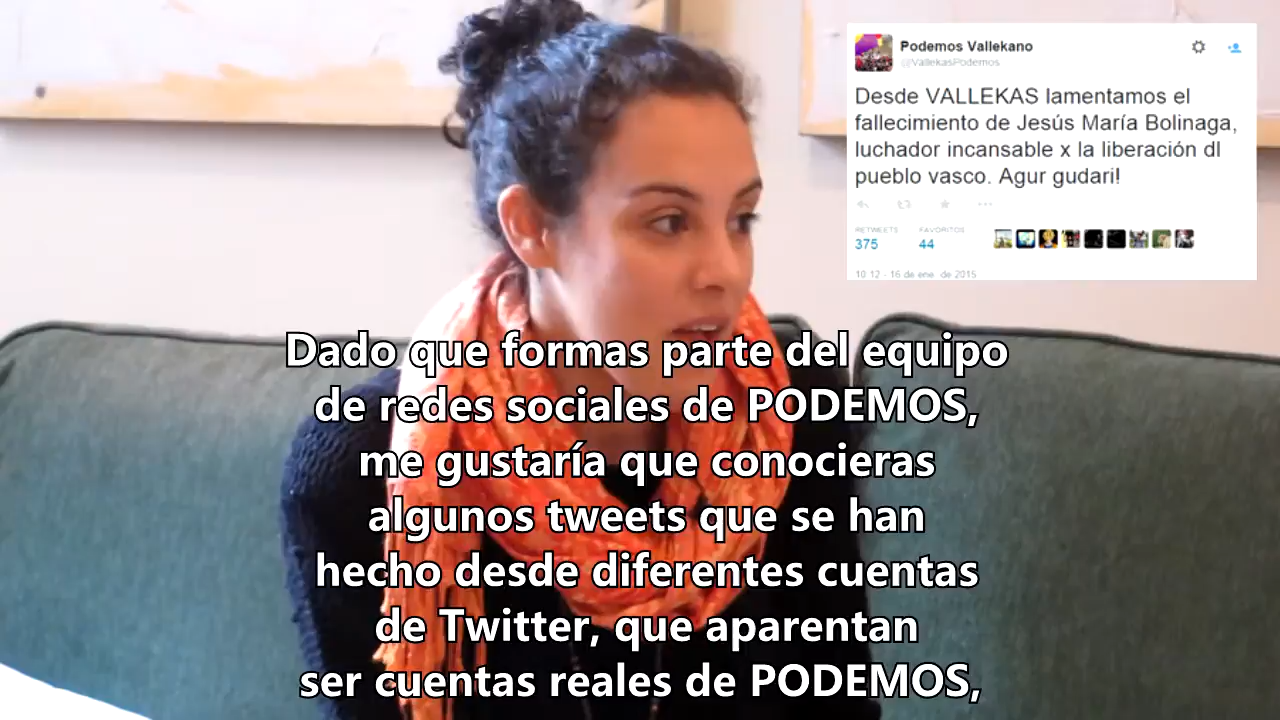 Podemos Vallekano
@VallekasPodemos
Desde VALLEKAS lamentamos el
fallecimiento de Jesús María Bolinaga,
luchador incansable x la liberación dl
pueblo vasco. Agur gudari!
RETWEETS FAVORITOS
375 44
10:12 - 16 de ene. de 2015
Dado que formas parte del equipo
de redes sociales de PODEMOS,
me gustaría que conocieras
algunos tweets que se han
hecho desde diferentes cuentas
de Twitter, que aparentan
ser cuentas reales de PODEMOS,